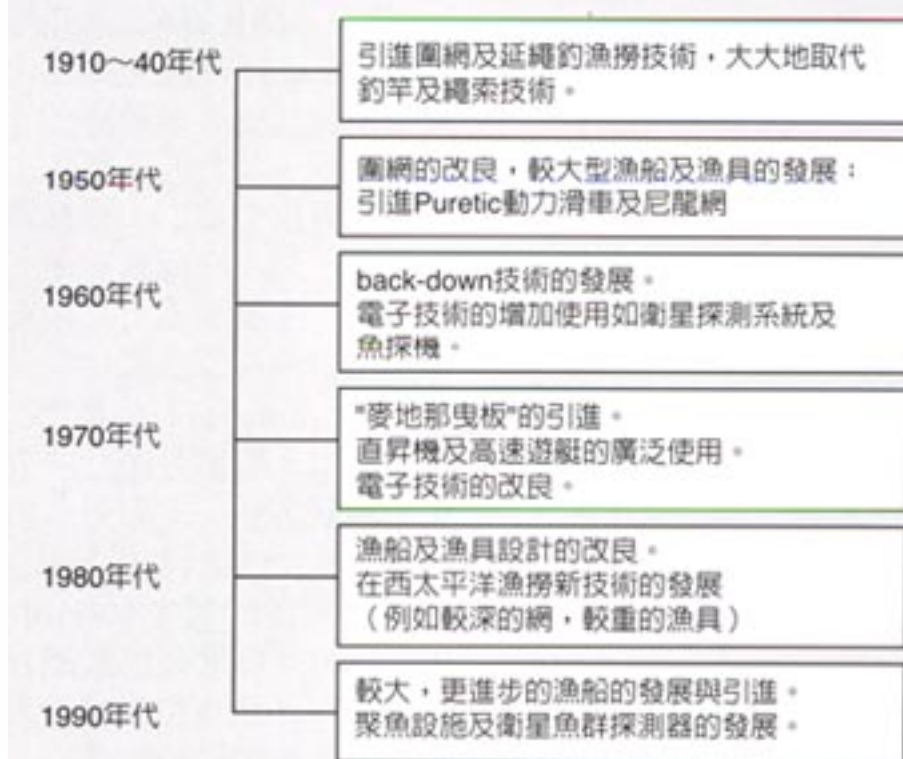 1910～40年代
引進圍網及延繩釣漁撈技術，大大地取代
釣竿及繩索技術。
1950年代
圍網的改良，較大型漁船及漁具的發展：
引進Puretic動力滑車及尼龍網
1960年代
back-down技術的發展。
電子技術的增加使用如衛星探測系統及
魚探機。
1970年代
"麥地那曳板"的引進。
直昇機及高速遊艇的廣泛使用。
電子技術的改良。
1980年代
漁船及漁具設計的改良。
在西太平洋漁撈新技術的發展
（例如較深的網，較重的漁具）
1990年代
較大，更進步的漁船的發展與引進。
聚魚設施及衛星魚群探測器的發展。